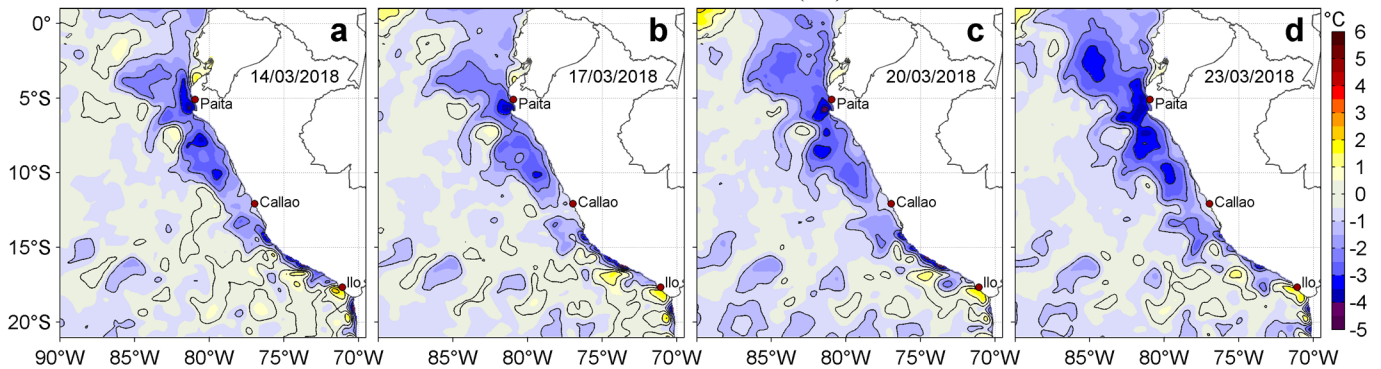 a
14/03/2018
Paita
Callao
Ilo
b
17/03/2018
Paita
Callao
Ilo
c
20/03/2018
Paita
Callao
Ilo
d
23/03/2018
Paita
Callao
Ilo
0°
5°S
10°S
15°S
20°S
90°W 85°W 80°W 75°W 70°W
85°W 80°W 75°W 70°W
85°W 80°W 75°W 70°W
85°W 80°W 75°W 70°W
°C
6
5
4
3
2
1
0
-1
-2
-3
-4
-5